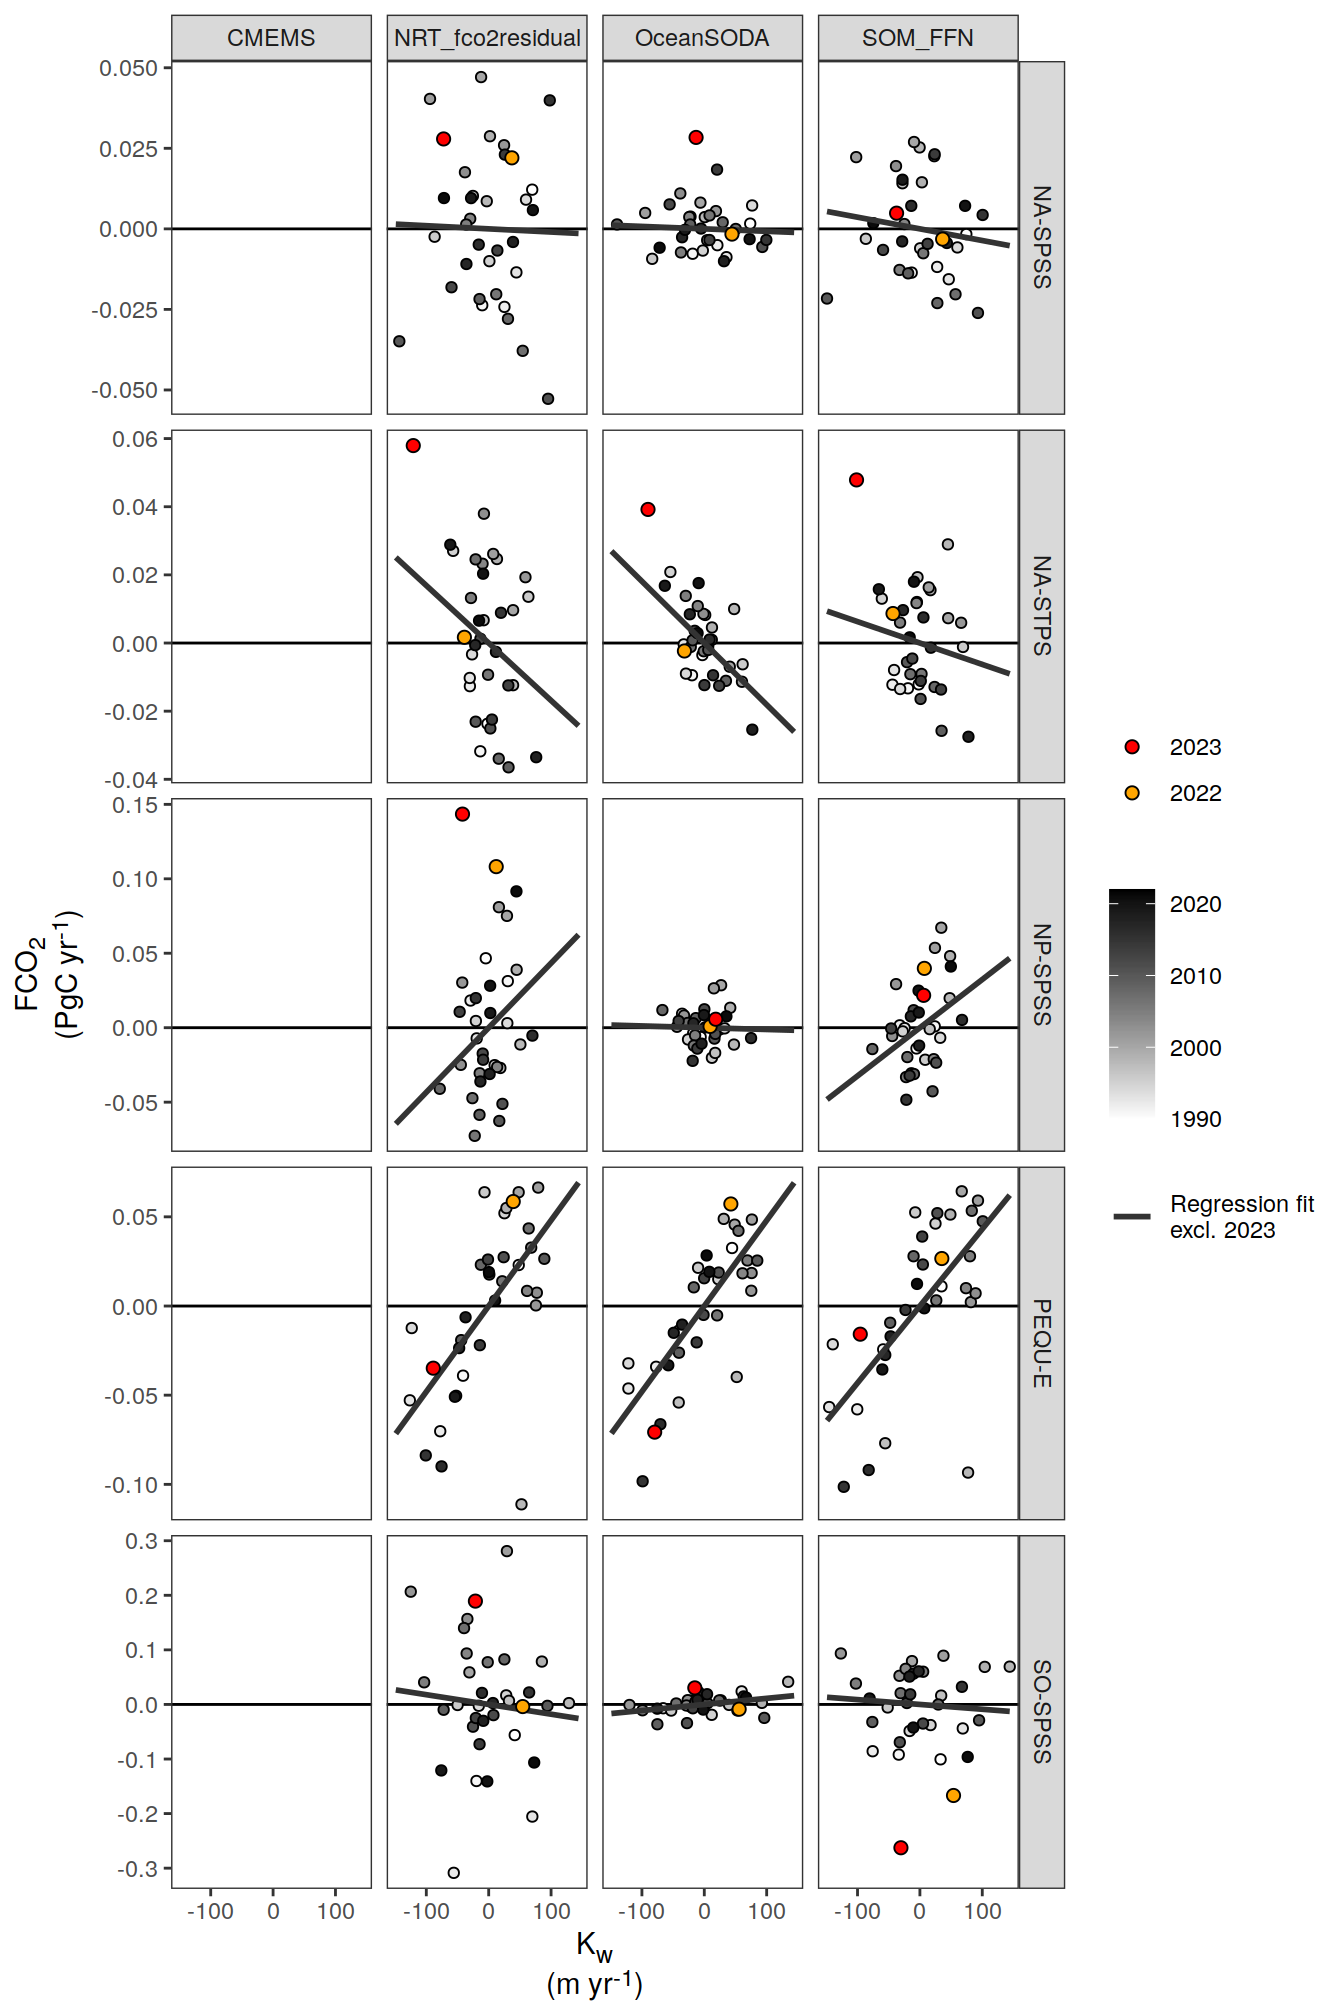 CMEMS NRT_fco2residual OceanSODA SOM_FFN
0.050
0.025
0.000
-0.025
-0.050
NA-SPSS
0.06
0.04
0.02
0.00
-0.02
-0.04
NA-STPS
0.15
0.10
0.05
0.00
-0.05
NP-SPSS
0.05
0.00
-0.05
-0.10
PEQU-E
0.3
0.2
0.1
0.0
-0.1
-0.2
-0.3
SO-SPSS
-100 0 100 -100 0 100 -100 0 100 -100 0 100
K_w
(m yr⁻¹)
FCO₂
(PgC yr⁻¹)
2023
2022
2020
2010
2000
1990
Regression fit
excl. 2023